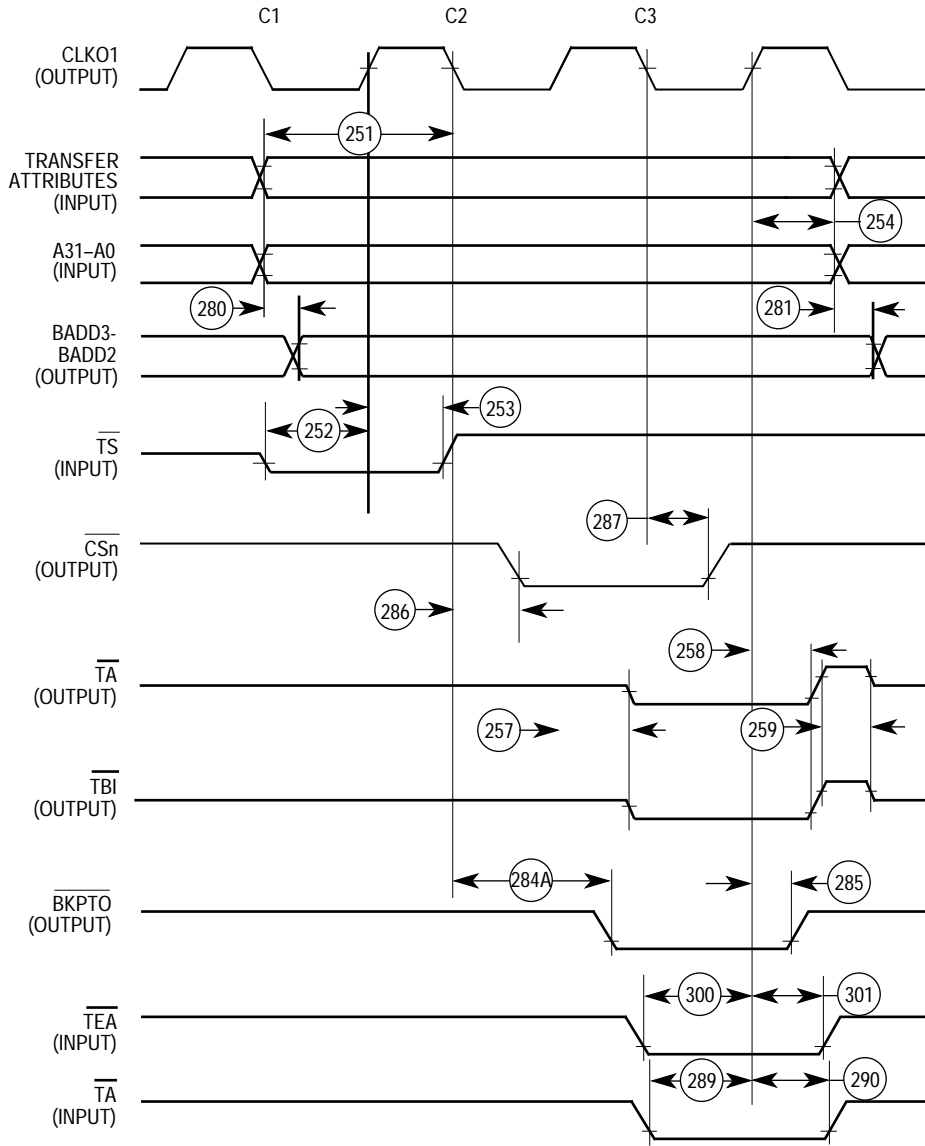 C1 C2 C3
CLKO1
(OUTPUT)
251
TRANSFER
ATTRIBUTES
(INPUT)
254
A31–A0
(INPUT)
280 281
BADD3-
BADD2
(OUTPUT)
253
252
TS
(INPUT)
287
CSn
(OUTPUT)
286
258
TA
(OUTPUT)
257 259
TBI
(OUTPUT)
284A 285
BKPTO
(OUTPUT)
300 301
TEA
(INPUT)
289 290
TA
(INPUT)